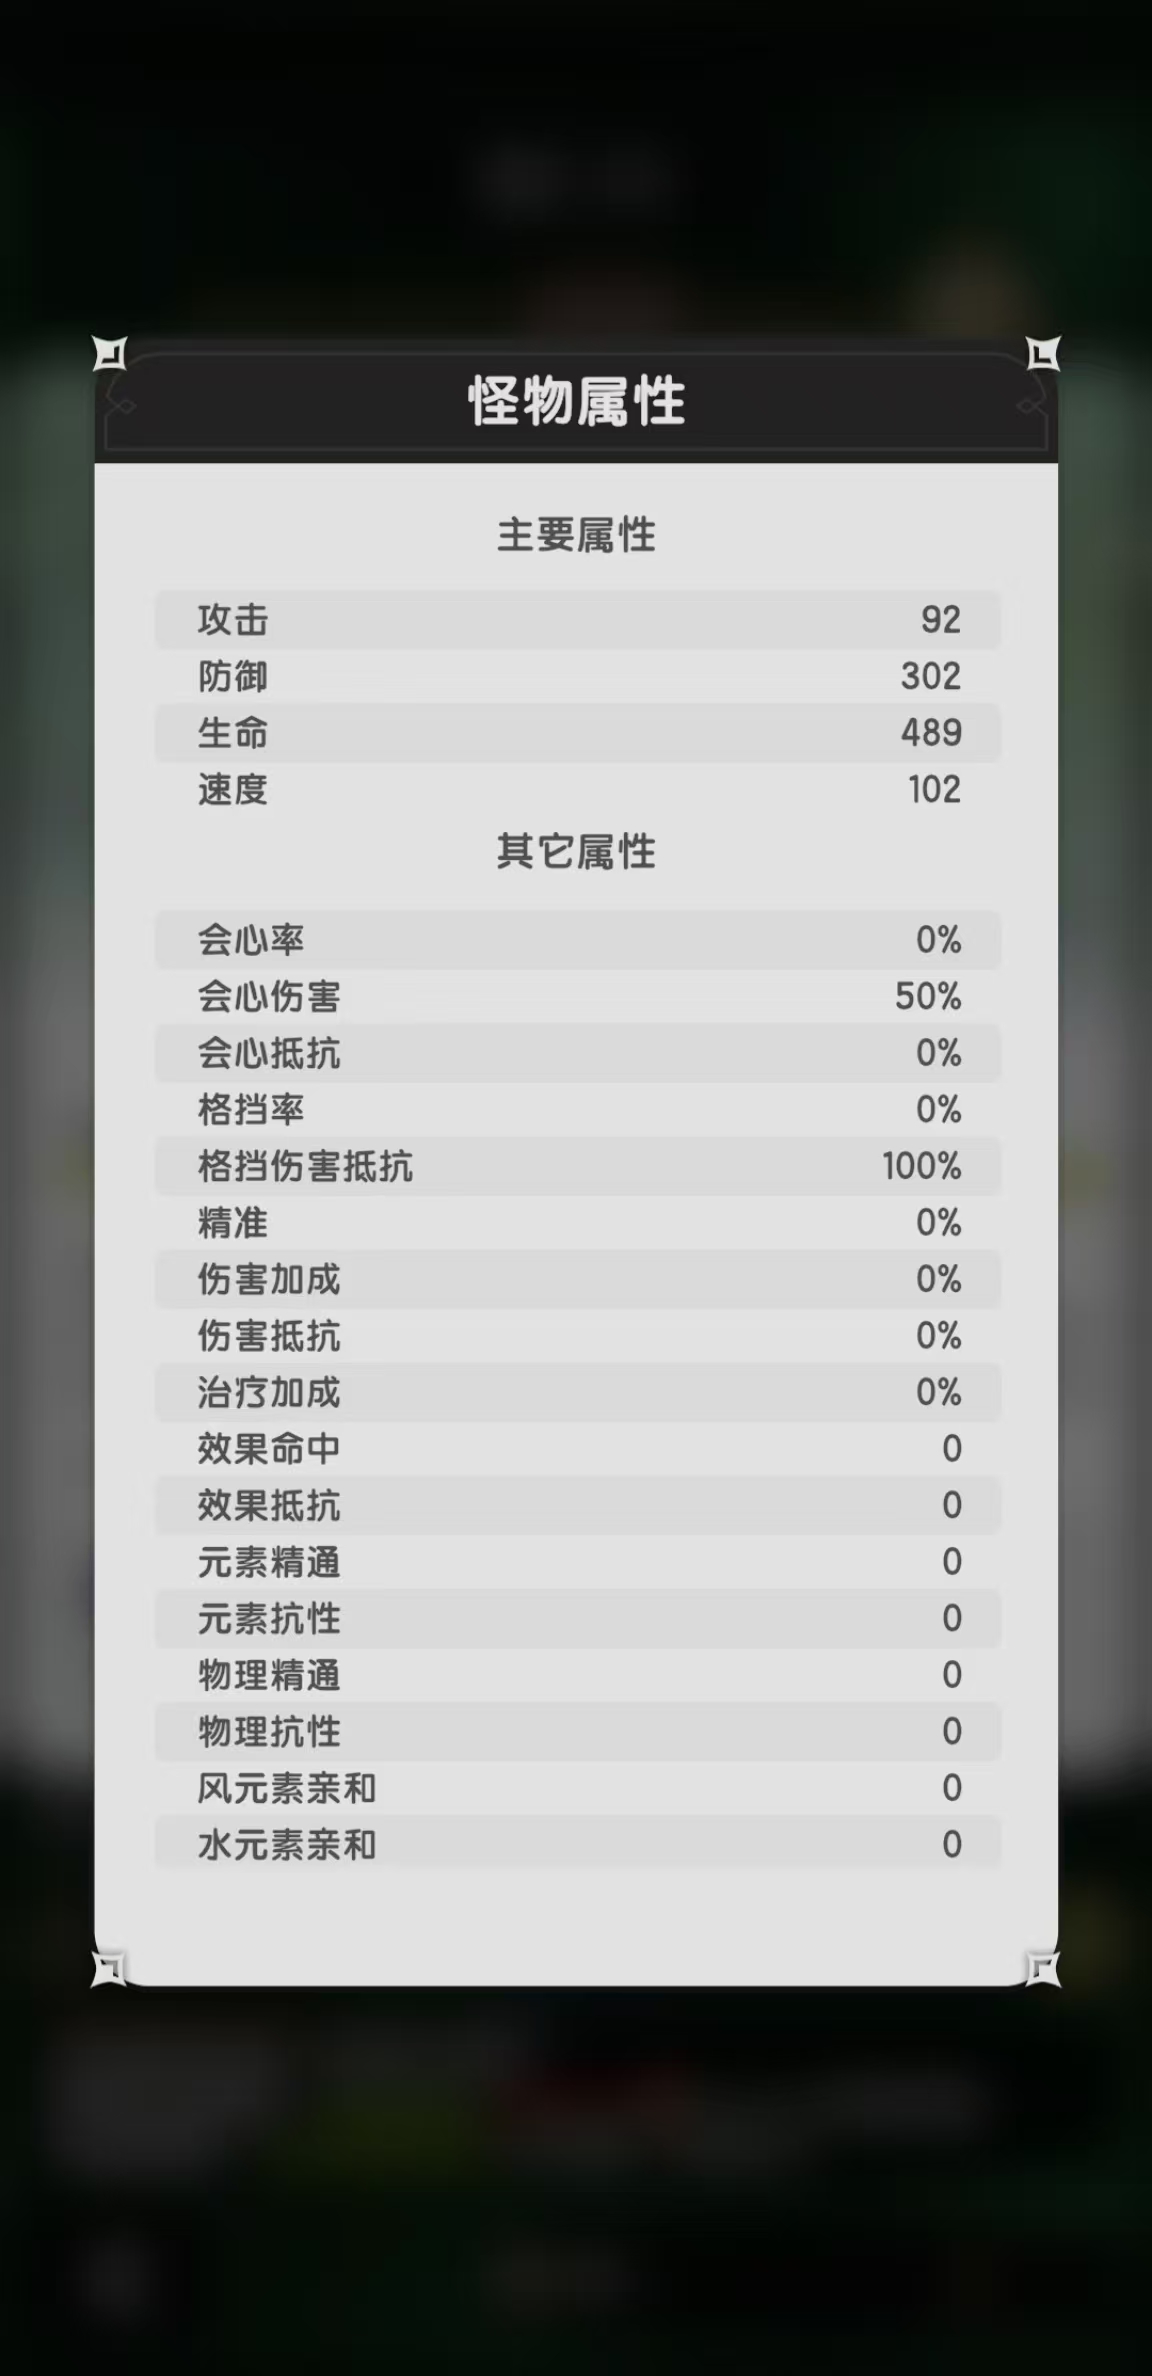 怪物属性
主要属性
攻击 92
防御 302
生命 489
速度 102
其它属性
会心率 0%
会心伤害 50%
会心抵抗 0%
格挡率 0%
格挡伤害抵抗 100%
精准 0%
伤害加成 0%
伤害抵抗 0%
治疗加成 0%
效果命中 0
效果抵抗 0
元素精通 0
元素抗性 0
物理精通 0
物理抗性 0
风元素亲和 0
水元素亲和 0